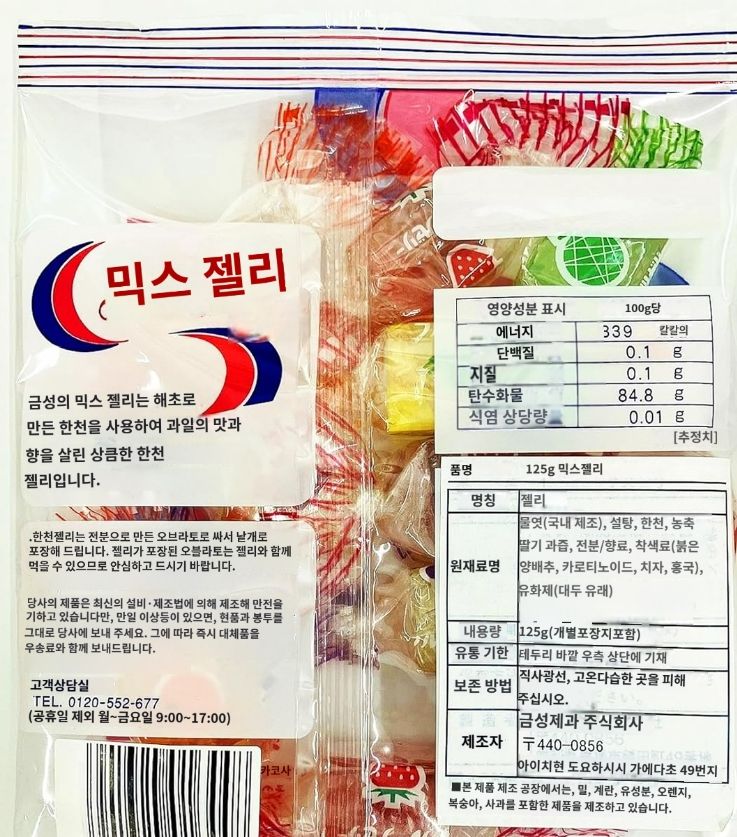 믹스 젤리
금성의 믹스 젤리는 해초로
만든 한천을 사용하여 과일의 맛과
향을 살린 상큼한 한천
젤리입니다.
.한천젤리는 전분으로 만든 오브라토로 싸서 낱개로
포장해 드립니다. 젤리가 포장된 오블라토는 젤리와 함께
먹을 수 있으므로 안심하고 드시기 바랍니다.
당사의 제품은 최신의 설비·제조법에 의해 제조해 만전을
기하고 있습니다만, 만일 이상등이 있으면, 현품과 봉투를
그대로 당사에 보내 주세요. 그에 따라 즉시 대체품을
우송료와 함께 보내드립니다.
고객상담실
TEL. 0120-552-677
(공휴일 제외 월~금요일 9:00~17:00)
카코사
영양성분 표시 100g당
에너지 339 칼칼의
단백질 0.1 g
지질 0.1 g
탄수화물 84.8 g
식염 상당량 0.01 g
[추정치]
품명 125g 믹스젤리
명칭 젤리
원재료명 물엿(국내 제조), 설탕, 한천, 농축
딸기 과즙, 전분/향료, 착색료(붉은
양배추, 카로티노이드, 치자, 홍국),
유화제(대두 유래)
내용량 125g(개별포장지포함)
유통 기한 테두리 바깥 우측 상단에 기재
보존 방법 직사광선, 고온다습한 곳을 피해
주십시오.
제조자 금성제과 주식회사
〒440-0856
아이치현 도요하시시 가에다초 49번지
■본 제품 제조 공장에서는, 밀, 계란, 유성분, 오렌지,
복숭아, 사과를 포함한 제품을 제조하고 있습니다.